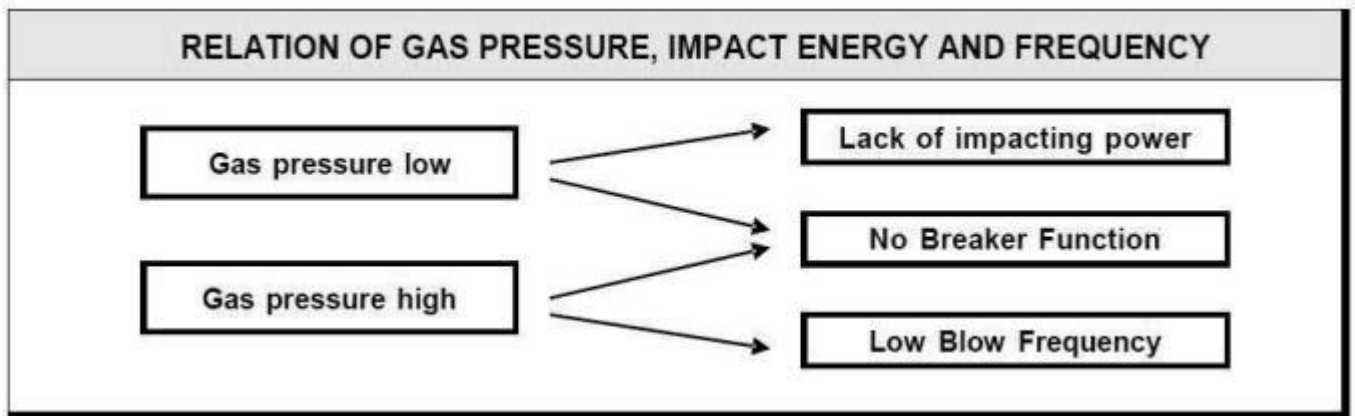 RELATION OF GAS PRESSURE, IMPACT ENERGY AND FREQUENCY
Gas pressure low
Lack of impacting power
No Breaker Function
Gas pressure high
Low Blow Frequency